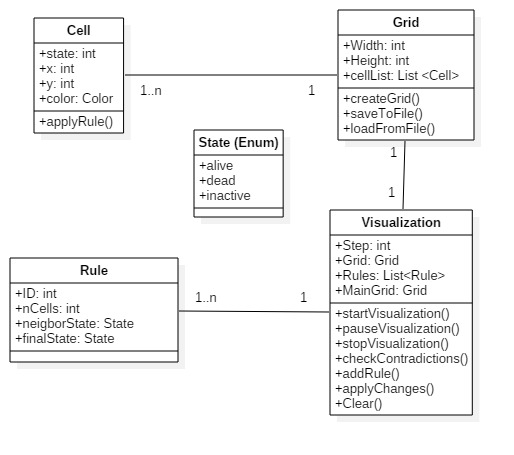 Cell
+state: int
+x: int
+y: int
+color: Color
+applyRule()
1..n
1
Grid
+Width: int
+Height: int
+cellList: List <Cell>
+createGrid()
+saveToFile()
+loadFromFile()
State (Enum)
+alive
+dead
+inactive
1
1
Visualization
+Step: int
+Grid: Grid
+Rules: List<Rule>
+MainGrid: Grid
+startVisualization()
+pauseVisualization()
+stopVisualization()
+checkContradictions()
+addRule()
+applyChanges()
+Clear()
Rule
+ID: int
+nCells: int
+neigborState: State
+finalState: State
1..n
1